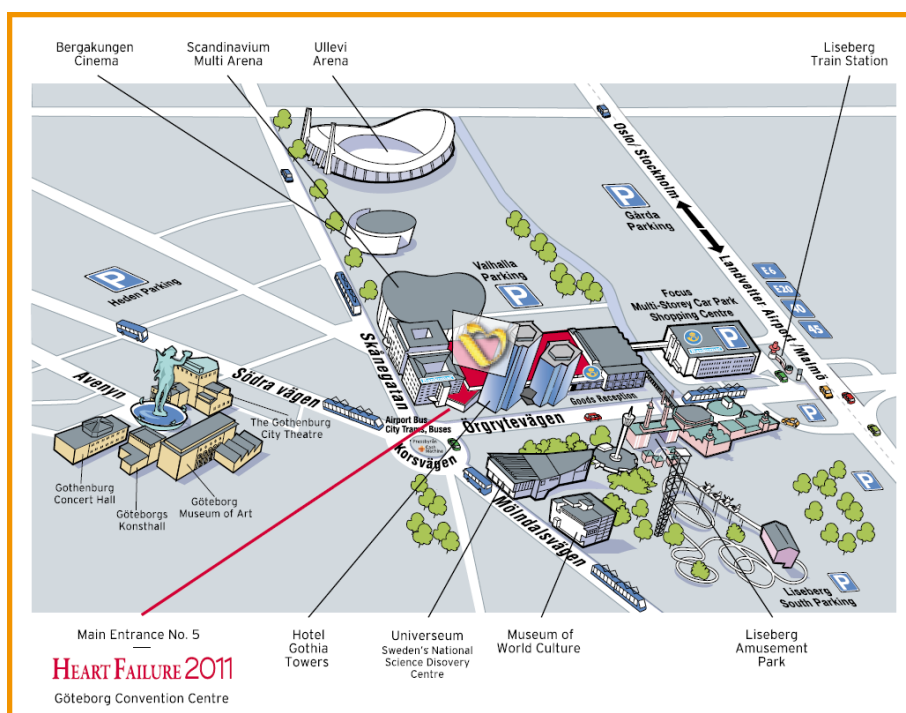 Bergakungen
Cinema
Scandinavium
Multi Arena
Ullevi
Arena
Liseberg
Train Station
Oslo/Stockholm
P
Gårda
Parking
Landvetter Airport/Malmö
E6
E20
45
P
Heden Parking
Valhalla
Parking
P
Focus
Multi-Storey Car Park
Shopping Centre
P
Skånegatan
Avenyn
Södra vägen
The Gothenburg
City Theatre
Airport Bus
City Trams, Buses
Goods Reception
Örgrytevägen
P
Korsvägen
Gothenburg
Concert Hall
Göteborgs
Konsthall
Göteborg
Museum of Art
Mölndalsvägen
P
P
Liseberg
South Parking
Main Entrance No. 5
HEART FAILURE 2011
Göteborg Convention Centre
Hotel
Gothia
Towers
Universeum
Sweden's National
Science Disovery
Centre
Museum of
World Culture
Liseberg
Amusement
Park